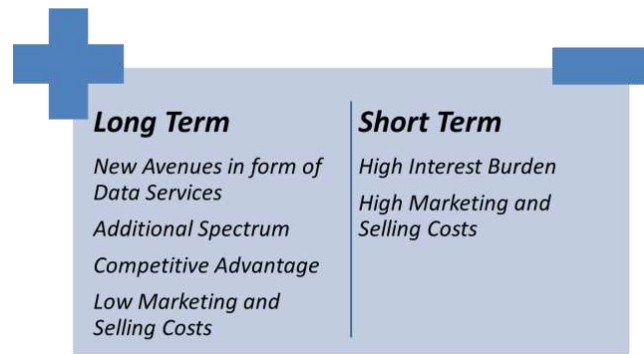 Long Term
New Avenues in form of
Data Services
Additional Spectrum
Competitive Advantage
Low Marketing and
Selling Costs
Short Term
High Interest Burden
High Marketing and
Selling Costs